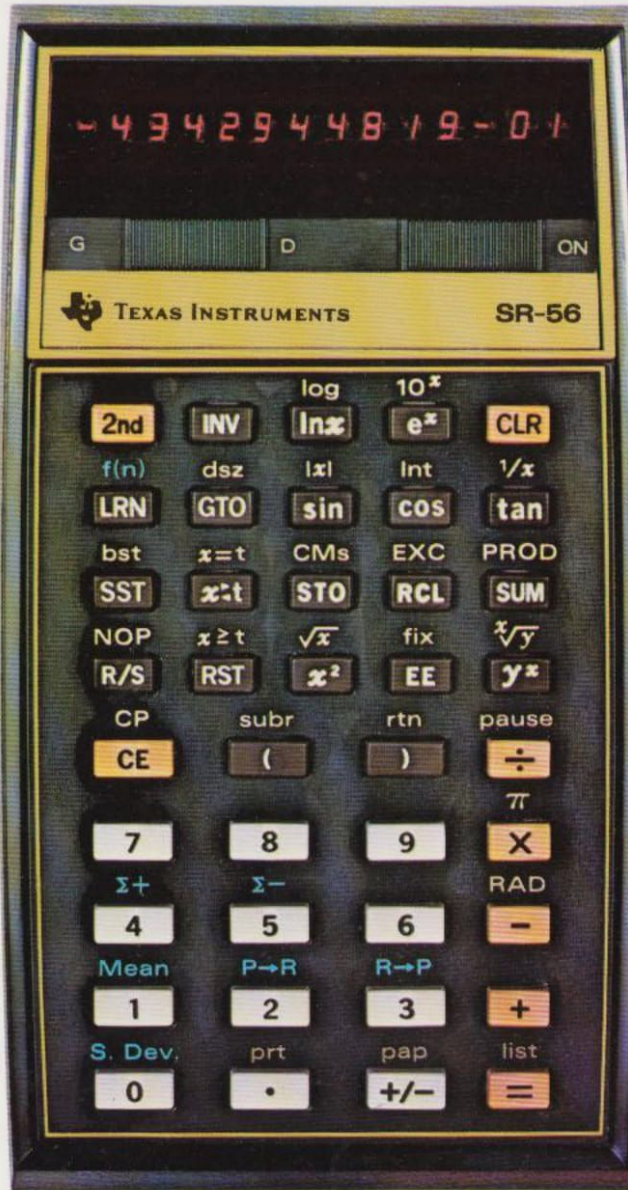 -4342944819-01
G D ON
TEXAS INSTRUMENTS SR-56
log 10ˣ
2nd INV lnx eˣ CLR
f(n) dsz |x| Int 1/x
LRN GTO sin cos tan
bst x=t CMs EXC PROD
SST x⇄t STO RCL SUM
NOP x≥t √x fix ˣ√y
R/S RST x² EE yˣ
CP subr rtn pause
CE ( ) ÷
π
7 8 9 X
Σ+ Σ− RAD
4 5 6 −
Mean P→R R→P
1 2 3 +
S. Dev. prt pap list
0 . +/− =